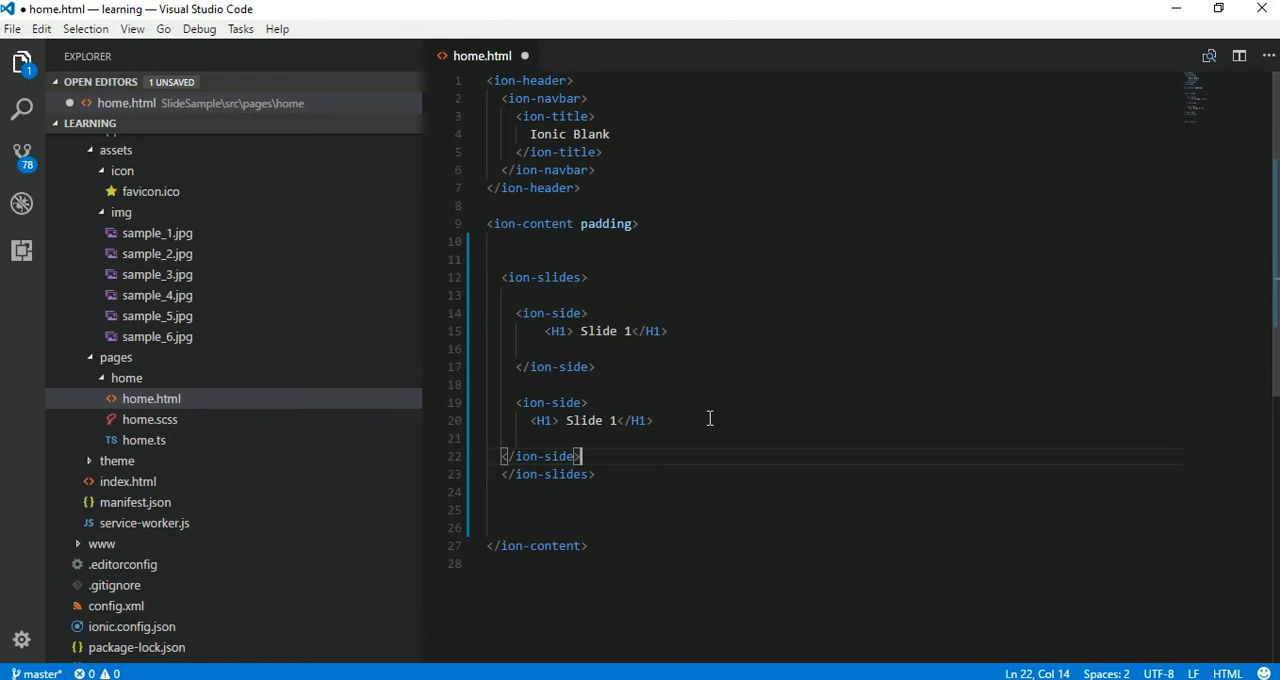 ● home.html — learning — Visual Studio Code
File Edit Selection View Go Debug Tasks Help
EXPLORER
OPEN EDITORS 1 UNSAVED
home.html SlideSample\src\pages\home
LEARNING
assets
icon
favicon.ico
img
sample_1.jpg
sample_2.jpg
sample_3.jpg
sample_4.jpg
sample_5.jpg
sample_6.jpg
pages
home
home.html
home.scss
TS home.ts
theme
index.html
{} manifest.json
JS service-worker.js
www
.editorconfig
.gitignore
config.xml
ionic.config.json
{} package-lock.json
1
78
home.html
1 <ion-header>
2 <ion-navbar>
3 <ion-title>
4 Ionic Blank
5 </ion-title>
6 </ion-navbar>
7 </ion-header>
8
9 <ion-content padding>
10
11
12 <ion-slides>
13
14 <ion-side>
15 <H1> Slide 1</H1>
16
17 </ion-side>
18
19 <ion-side>
20 <H1> Slide 1</H1>
21
22 </ion-side>
23 </ion-slides>
24
25
26
27 </ion-content>
28
master* 0 0 Ln 22, Col 14 Spaces: 2 UTF-8 LF HTML